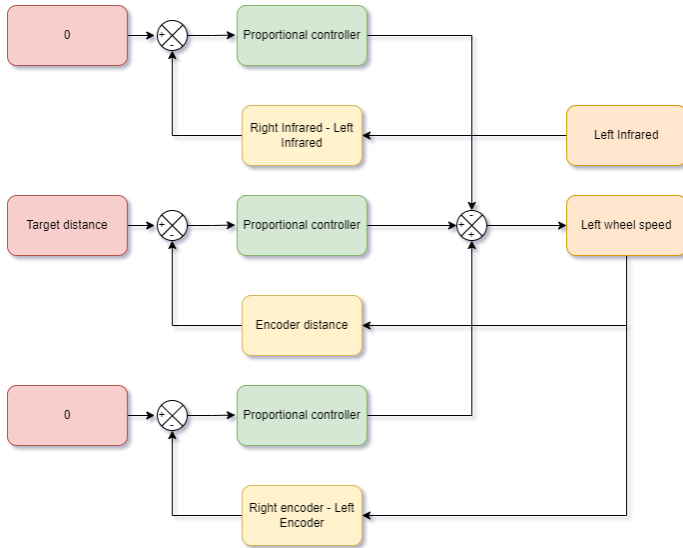 0
+
-
Proportional controller
Right Infrared - Left
Infrared
Left Infrared
Target distance
+
-
Proportional controller
-
+
+
Left wheel speed
Encoder distance
0
+
-
Proportional controller
Right encoder - Left
Encoder